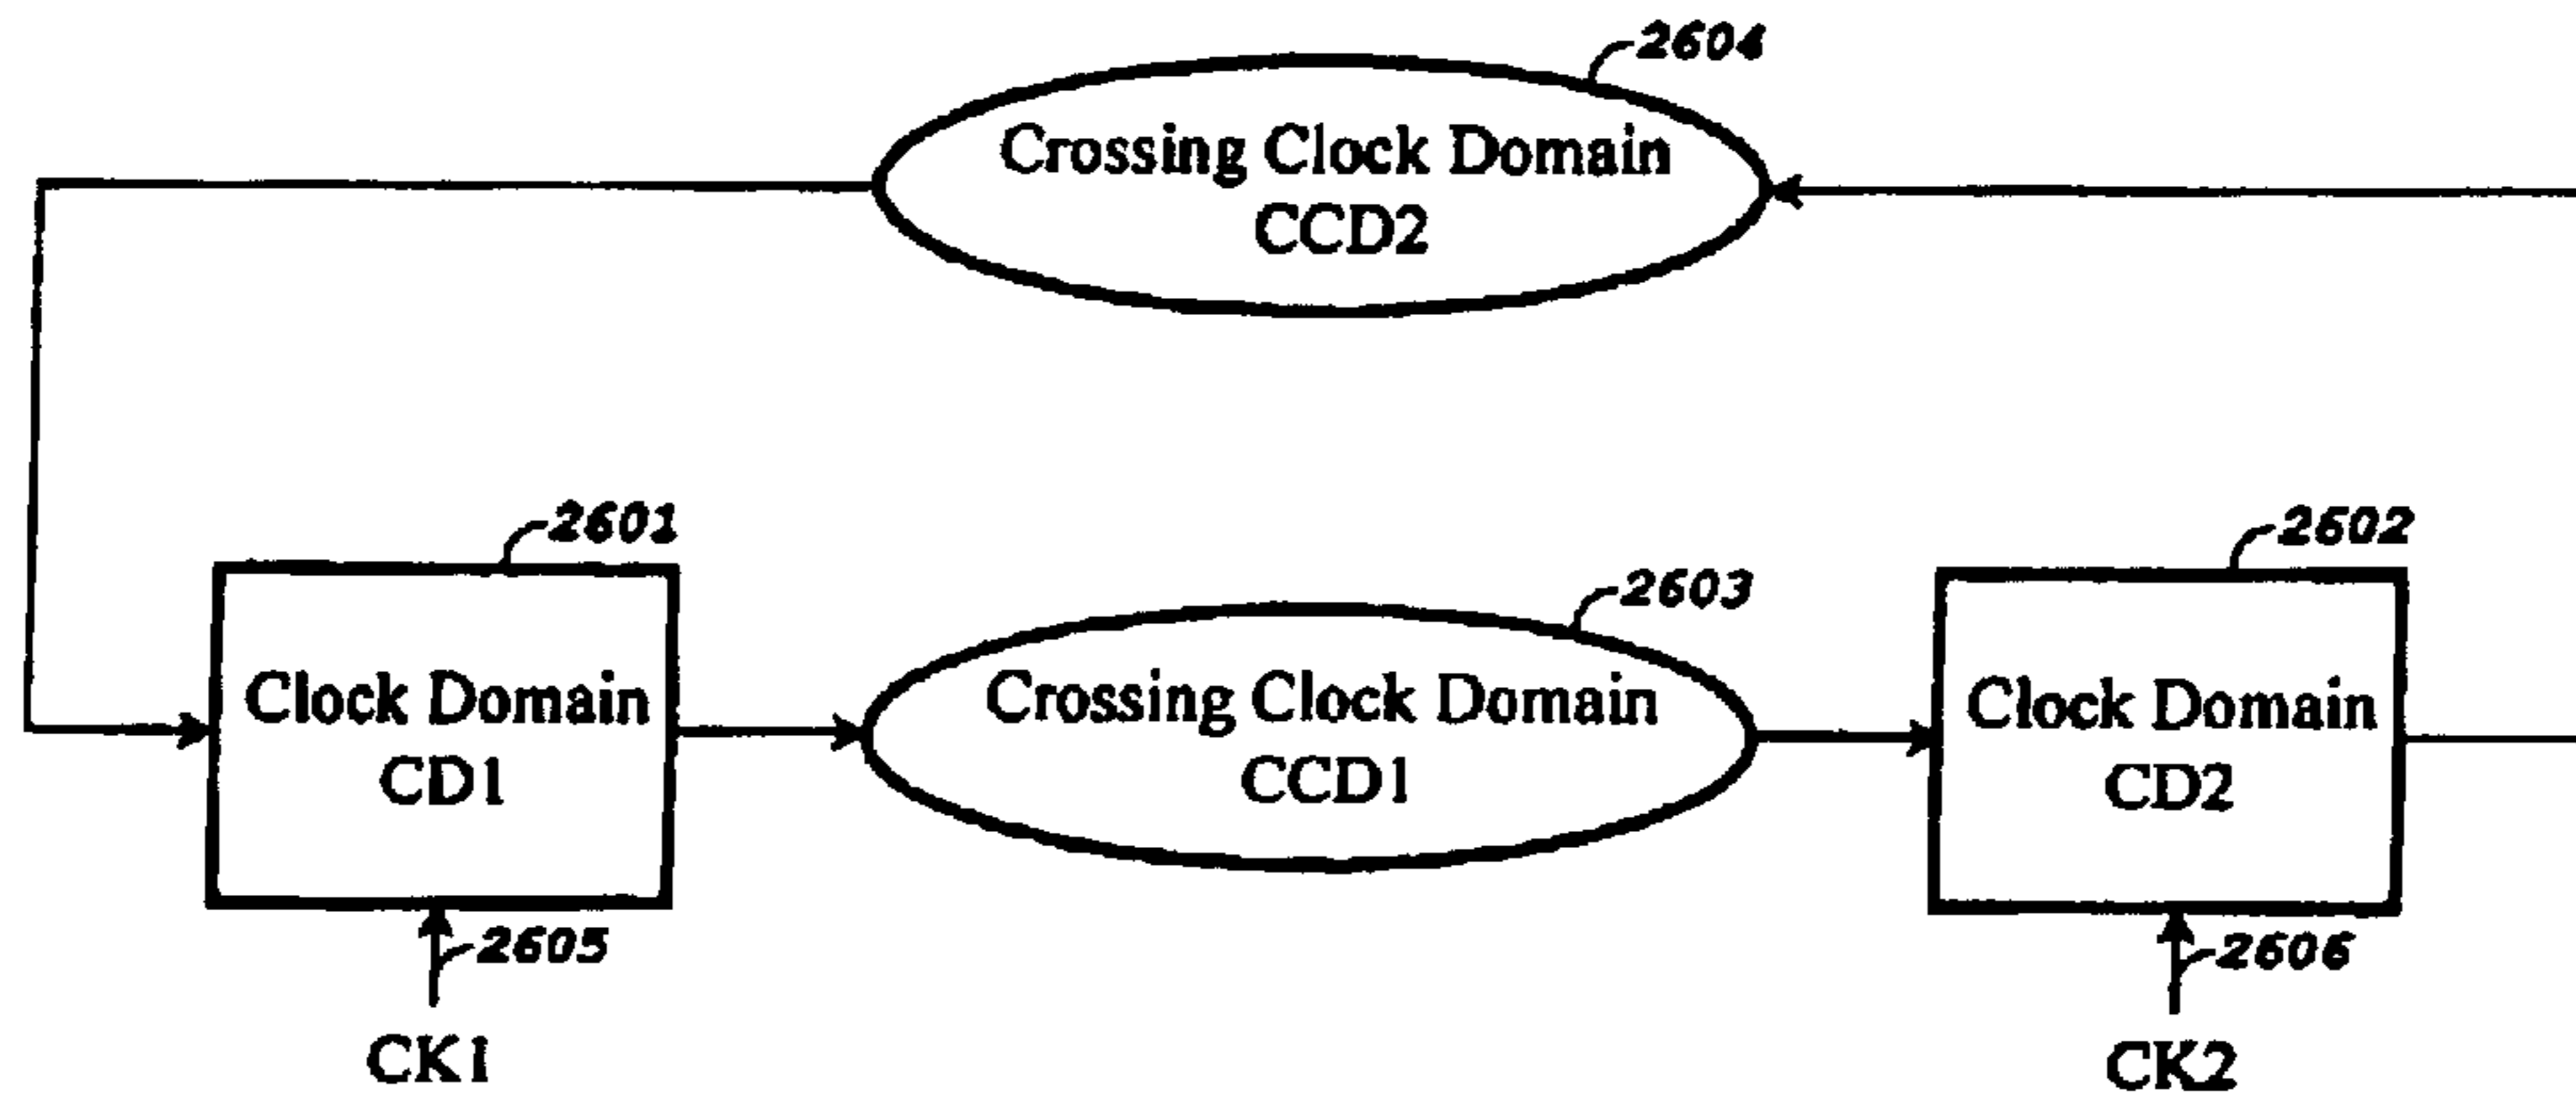 2604
Crossing Clock Domain
CCD2
2601
Clock Domain
CD1
2603
Crossing Clock Domain
CCD1
2602
Clock Domain
CD2
2605
CK1
2606
CK2